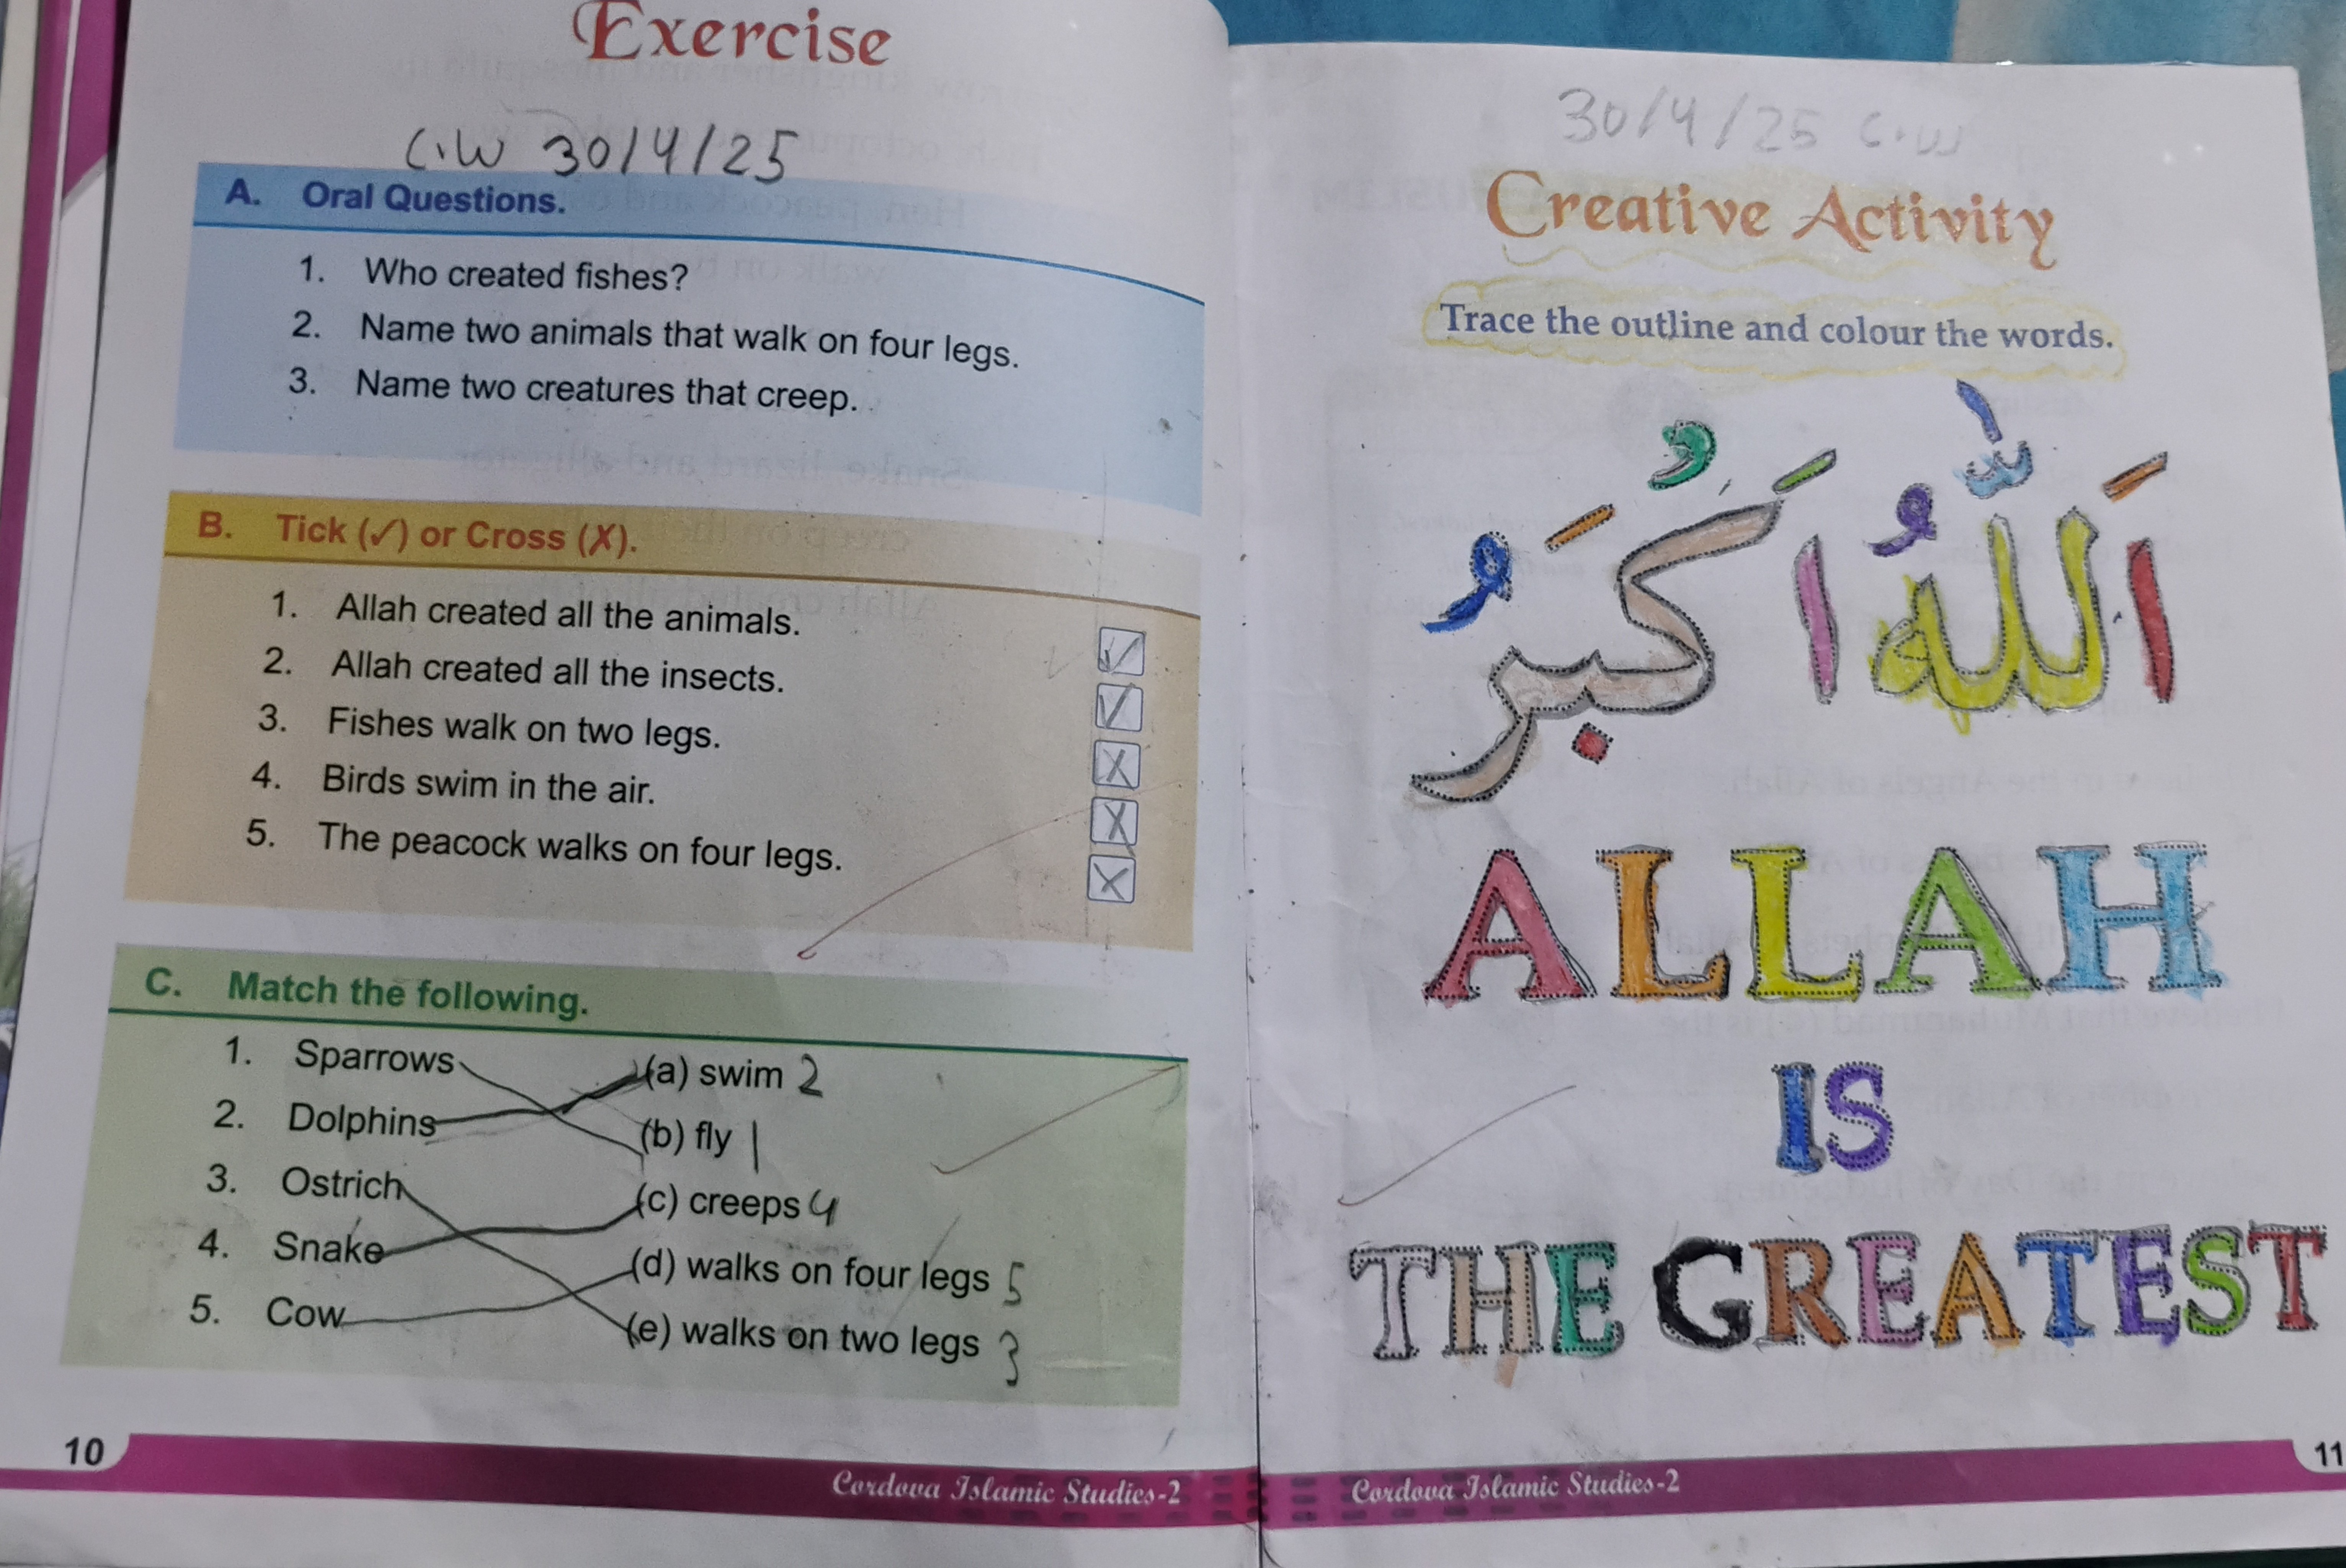 Exercise
C.W 30/4/25
A. Oral Questions.
1. Who created fishes?
2. Name two animals that walk on four legs.
3. Name two creatures that creep.
B. Tick (✓) or Cross (✗).
1. Allah created all the animals. ✓
2. Allah created all the insects. ✓
3. Fishes walk on two legs. ✗
4. Birds swim in the air. ✗
5. The peacock walks on four legs. ✗
C. Match the following.
1. Sparrows (a) swim 2
2. Dolphins (b) fly 1
3. Ostrich (c) creeps 4
4. Snake (d) walks on four legs 5
5. Cow (e) walks on two legs 3
10
Cordova Islamic Studies-2
30/4/25 C.W
Creative Activity
Trace the outline and colour the words.
اَللّٰهُ اَكْبَرُ
ALLAH
IS
THE GREATEST
Cordova Islamic Studies-2
11